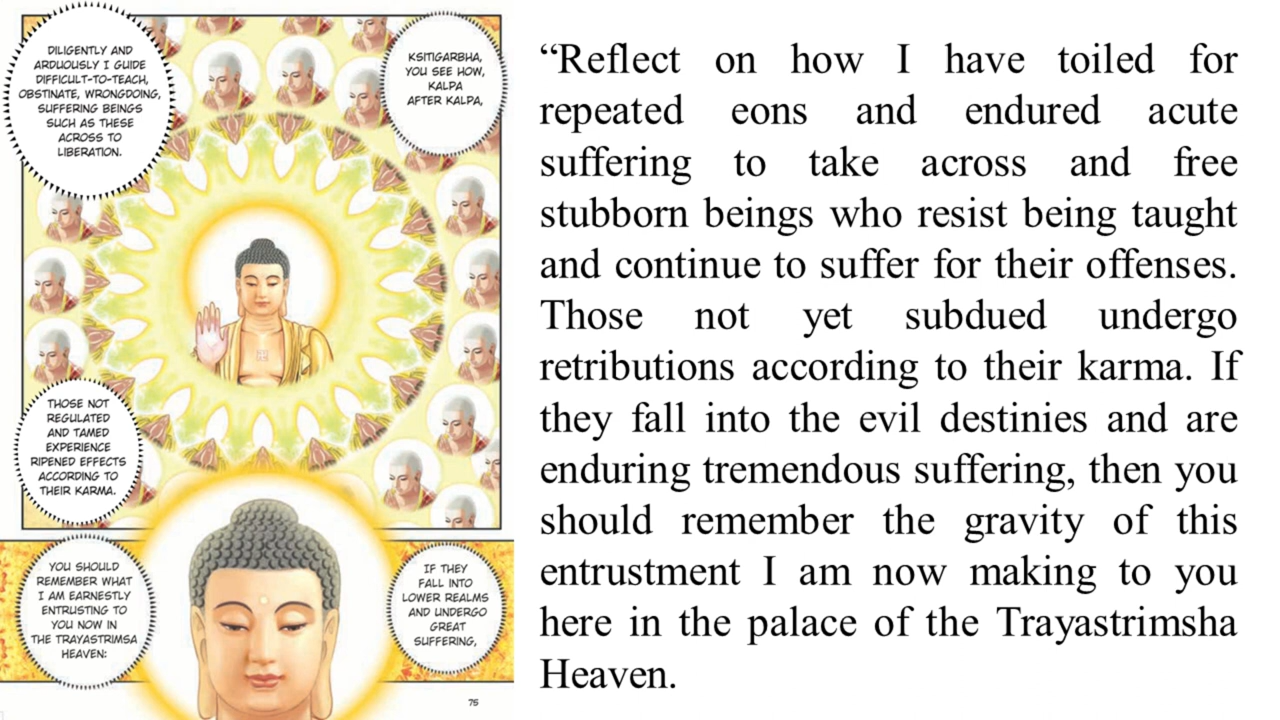 KSITIGARBHA,
YOU SEE HOW,
KALPA
AFTER KALPA,
DILIGENTLY AND
ARDUOUSLY I GUIDE
DIFFICULT-TO-TEACH,
OBSTINATE, WRONGDOING,
SUFFERING BEINGS
SUCH AS THESE
ACROSS TO
LIBERATION.
THOSE NOT
REGULATED
AND TAMED
EXPERIENCE
RIPENED EFFECTS
ACCORDING TO
THEIR KARMA.
IF THEY
FALL INTO
LOWER REALMS
AND UNDERGO
GREAT
SUFFERING,
YOU SHOULD
REMEMBER WHAT
I AM EARNESTLY
ENTRUSTING TO
YOU NOW IN
THE TRAYASTRIMSA
HEAVEN:
75
“Reflect on how I have toiled for
repeated eons and endured acute
suffering to take across and free
stubborn beings who resist being taught
and continue to suffer for their offenses.
Those not yet subdued undergo
retributions according to their karma. If
they fall into the evil destinies and are
enduring tremendous suffering, then you
should remember the gravity of this
entrustment I am now making to you
here in the palace of the Trayastrimsha
Heaven.